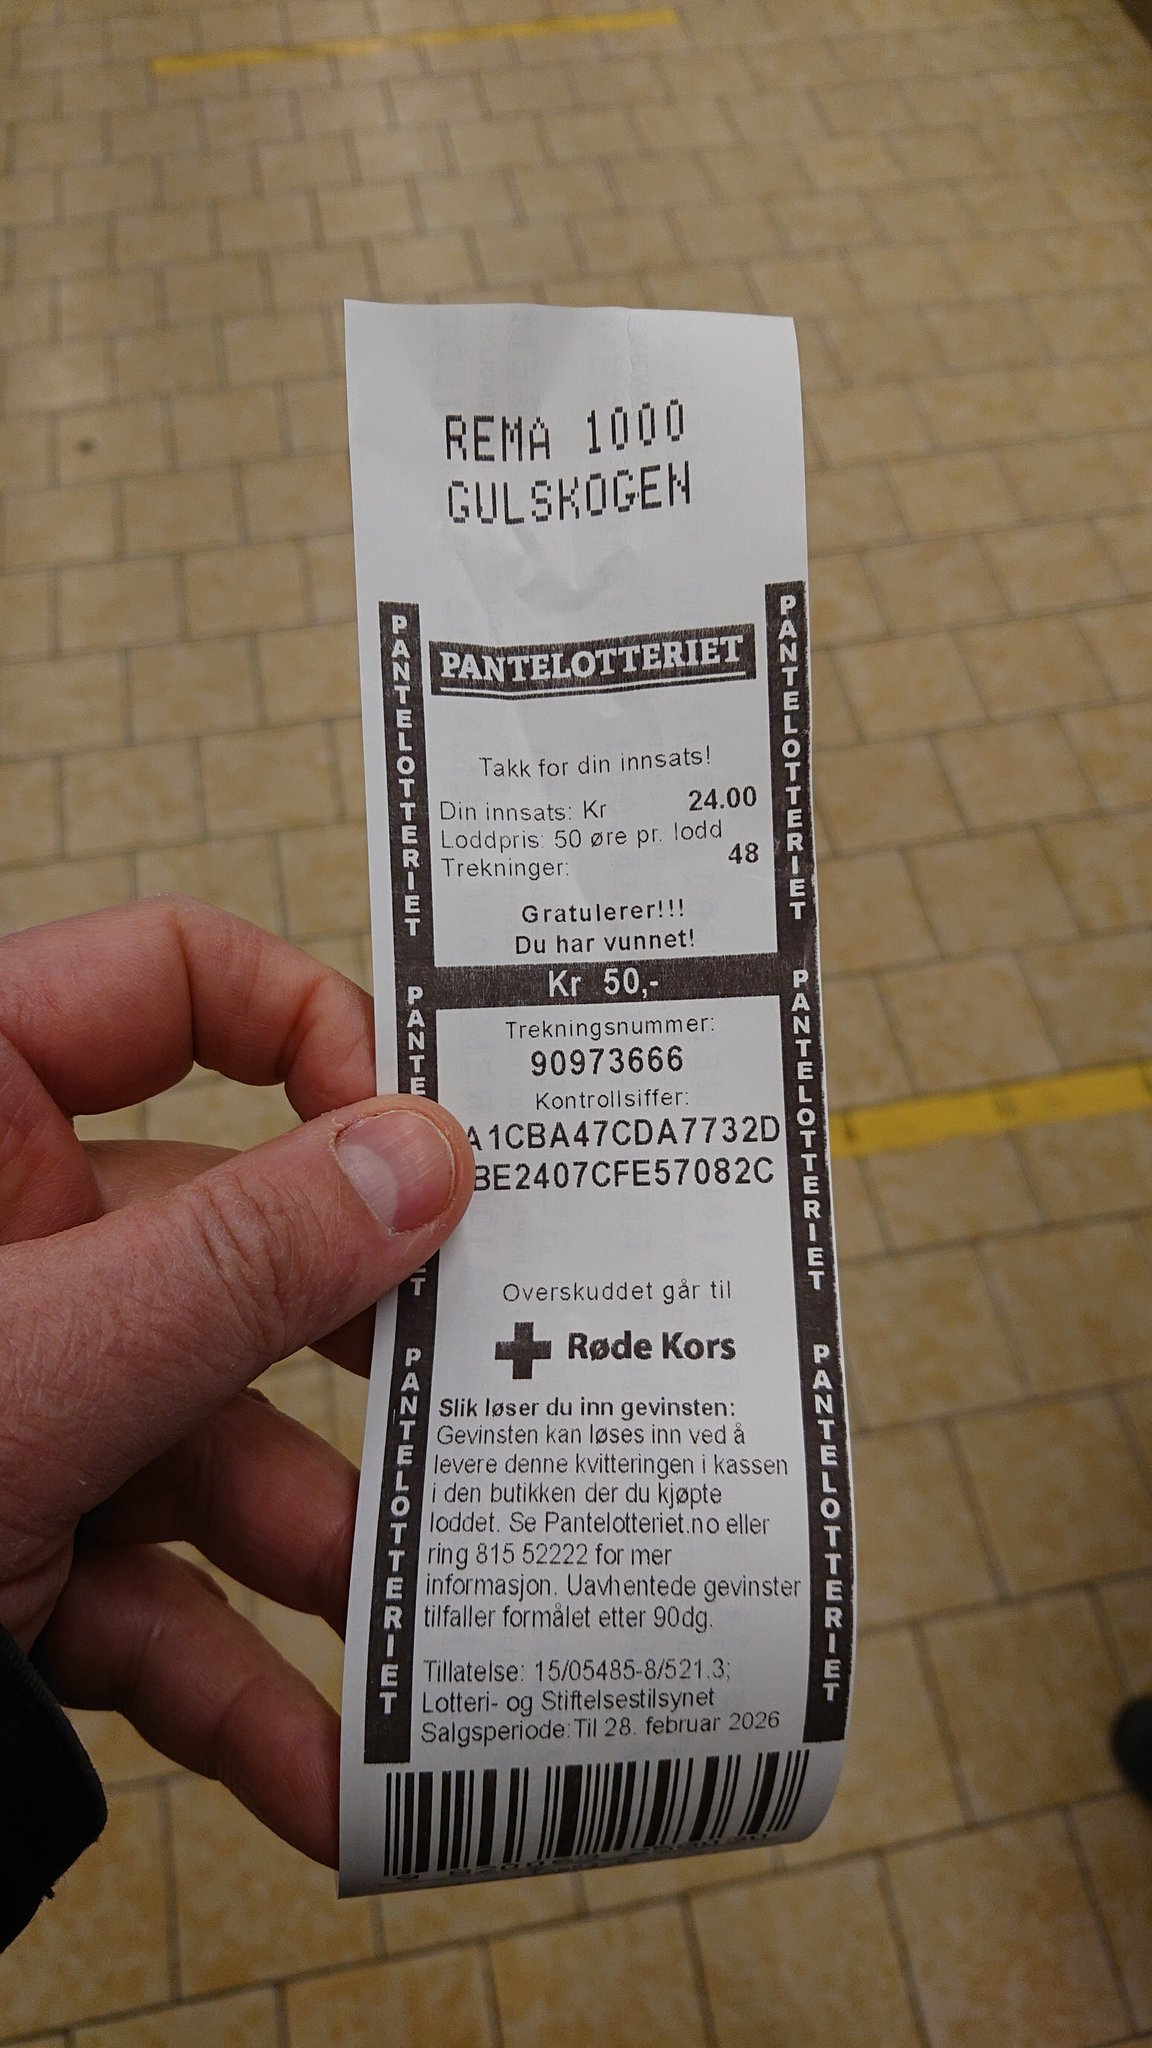 REMA 1000
GULSKOGEN
PANTELOTTERIET
Takk for din innsats!
Din innsats: Kr 24.00
Loddpris: 50 øre pr. lodd
Trekninger: 48
Gratulerer!!!
Du har vunnet!
Kr 50,-
Trekningsnummer:
90973666
Kontrollsiffer:
A1CBA47CDA7732D
BE2407CFE57082C
Overskuddet går til
Røde Kors
Slik løser du inn gevinsten:
Gevinsten kan løses inn ved å
levere denne kvitteringen i kassen
i den butikken der du kjøpte
loddet. Se Pantelotteriet.no eller
ring 815 52222 for mer
informasjon. Uavhentede gevinster
tilfaller formålet etter 90dg.
Tillatelse: 15/05485-8/521.3;
Lotteri- og Stiftelsestilsynet
Salgsperiode:Til 28. februar 2026
PANTELOTTERIET
PANTELOTTERIET
PANTELOTTERIET
PANTELOTTERIET
PANTELOTTERIET